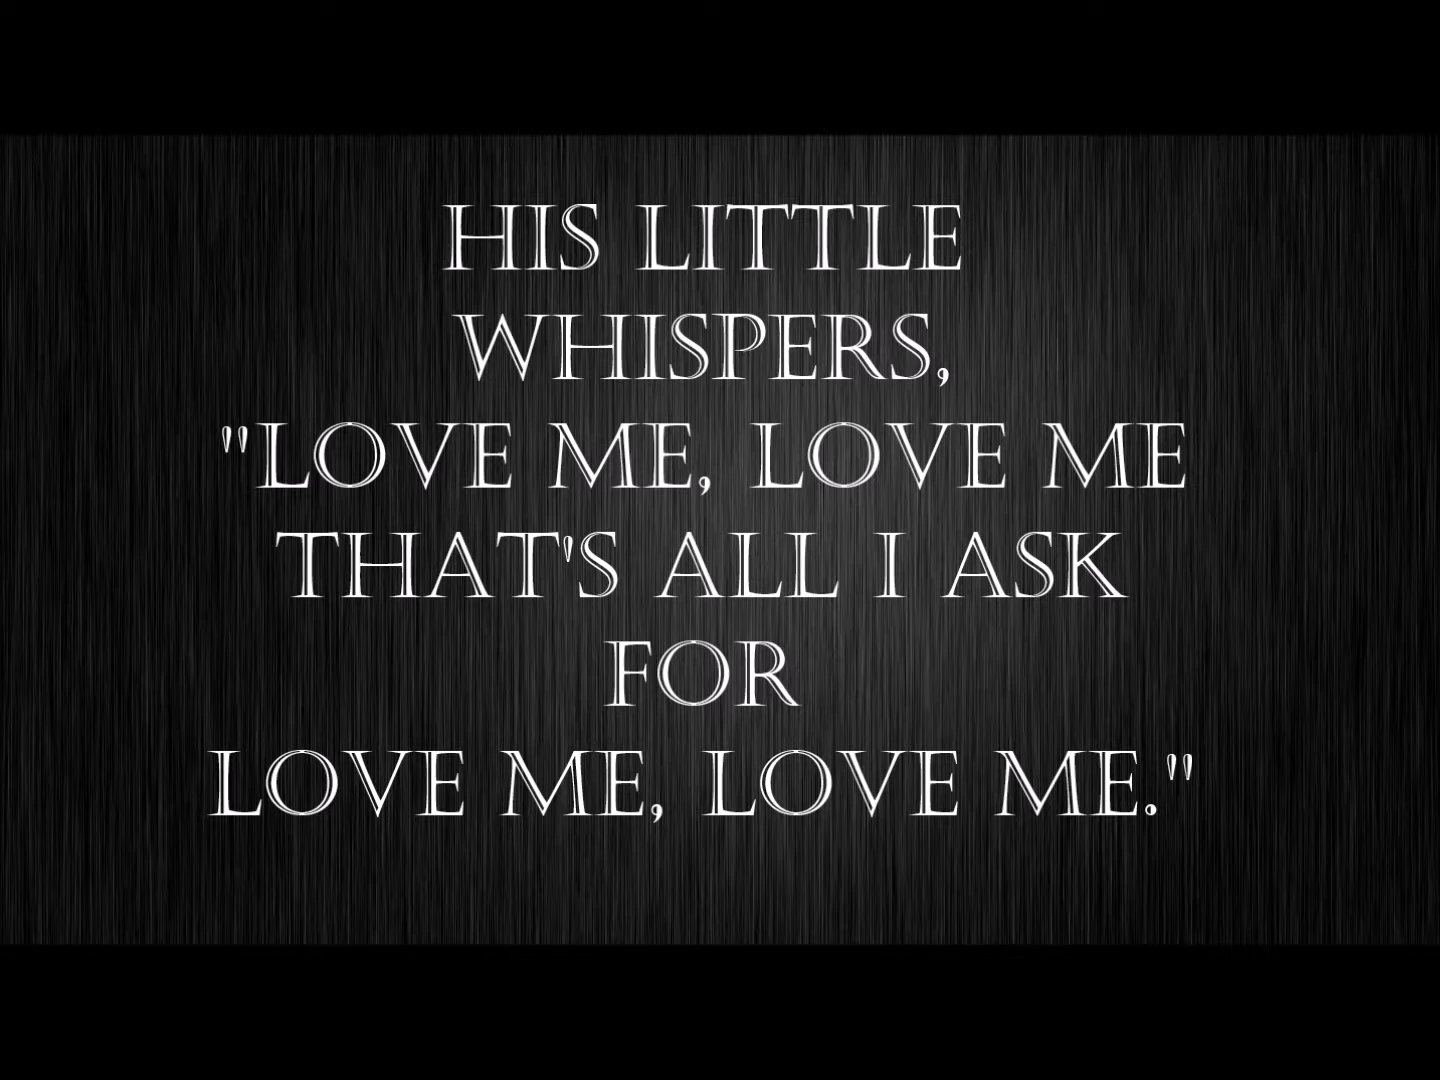 HIS LITTLE
WHISPERS,
"LOVE ME, LOVE ME
THAT'S ALL I ASK
FOR
LOVE ME, LOVE ME."